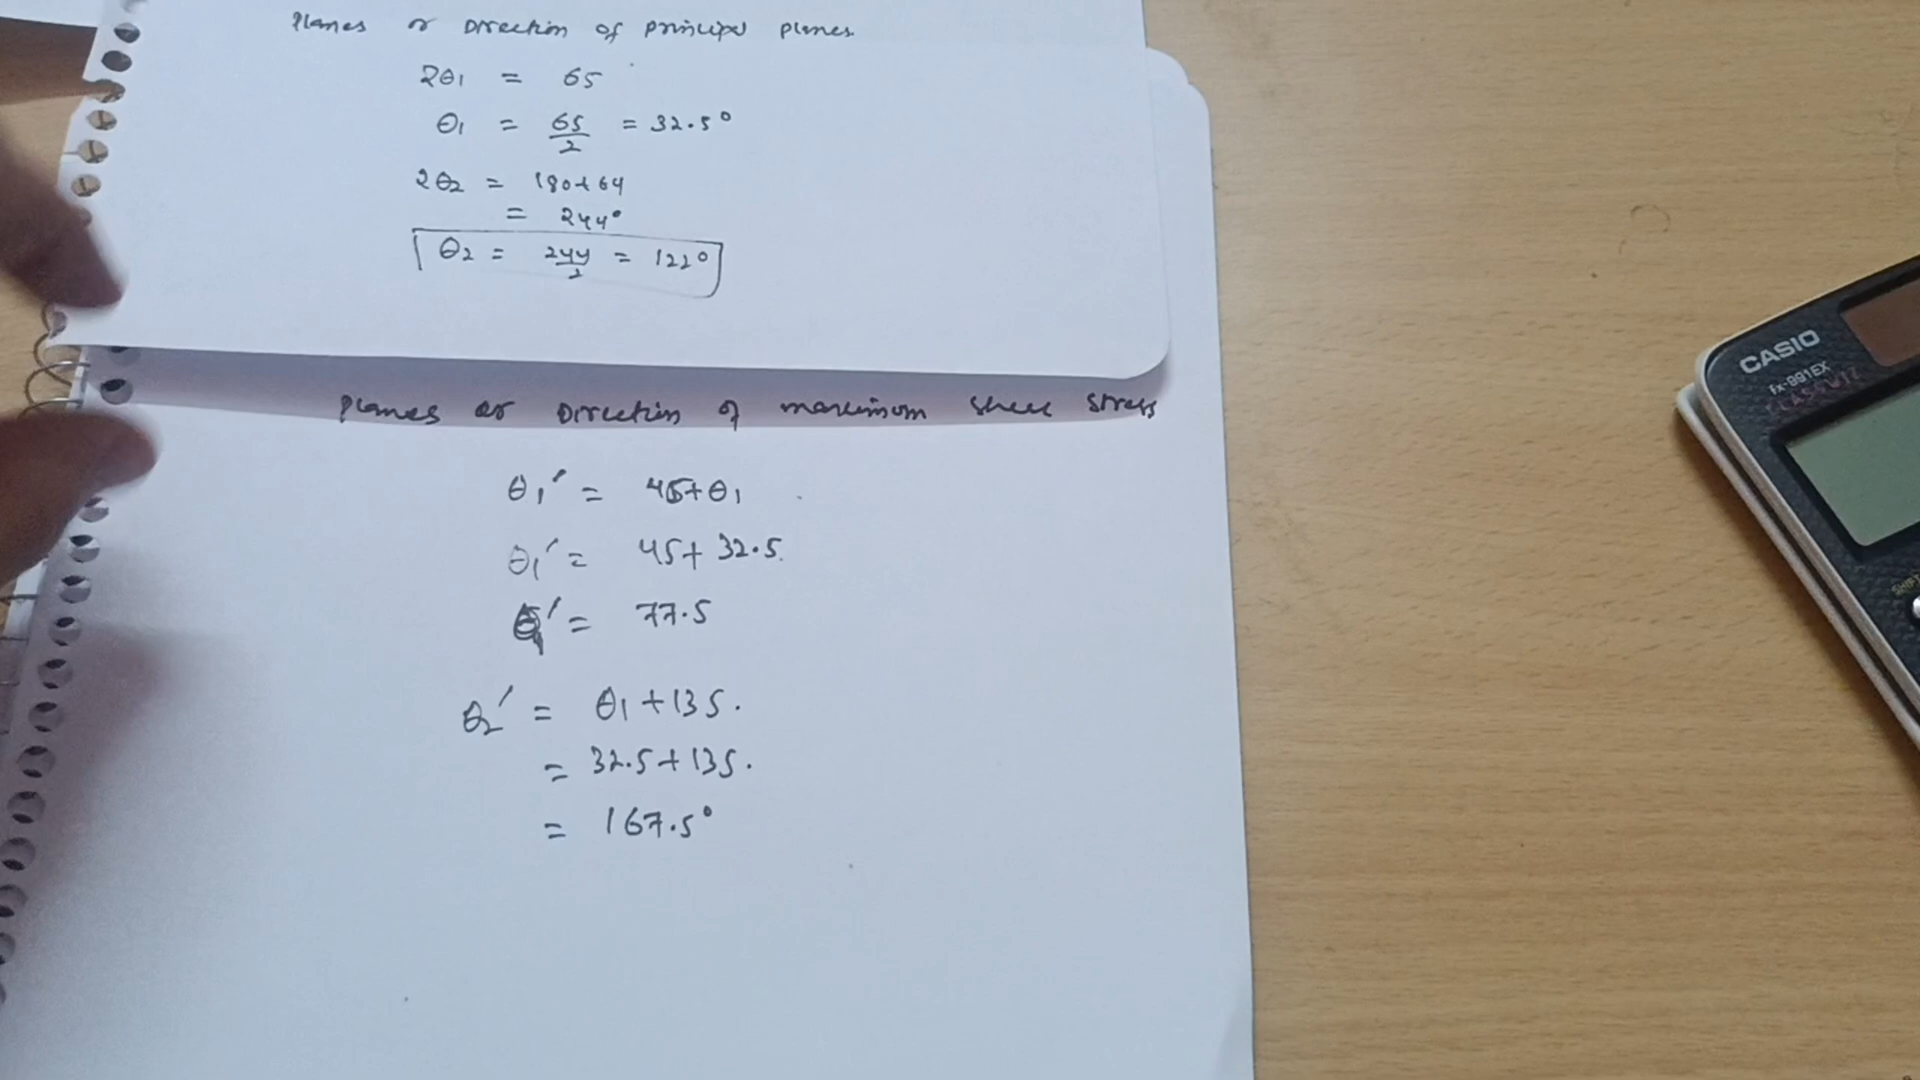 Planes or Direction of principal planes
2θ1 = 65
θ1 = 65/2 = 32.5°
2θ2 = 180+64
= 244°
θ2 = 244/2 = 122°
planes or Direction of maximum shear stress
θ1' = 45+θ1
θ1' = 45+32.5
θ1' = 77.5
θ2' = θ1+135.
= 32.5+135.
= 167.5°
CASIO
fx-991EX
CLASSWIZ
SHIFT